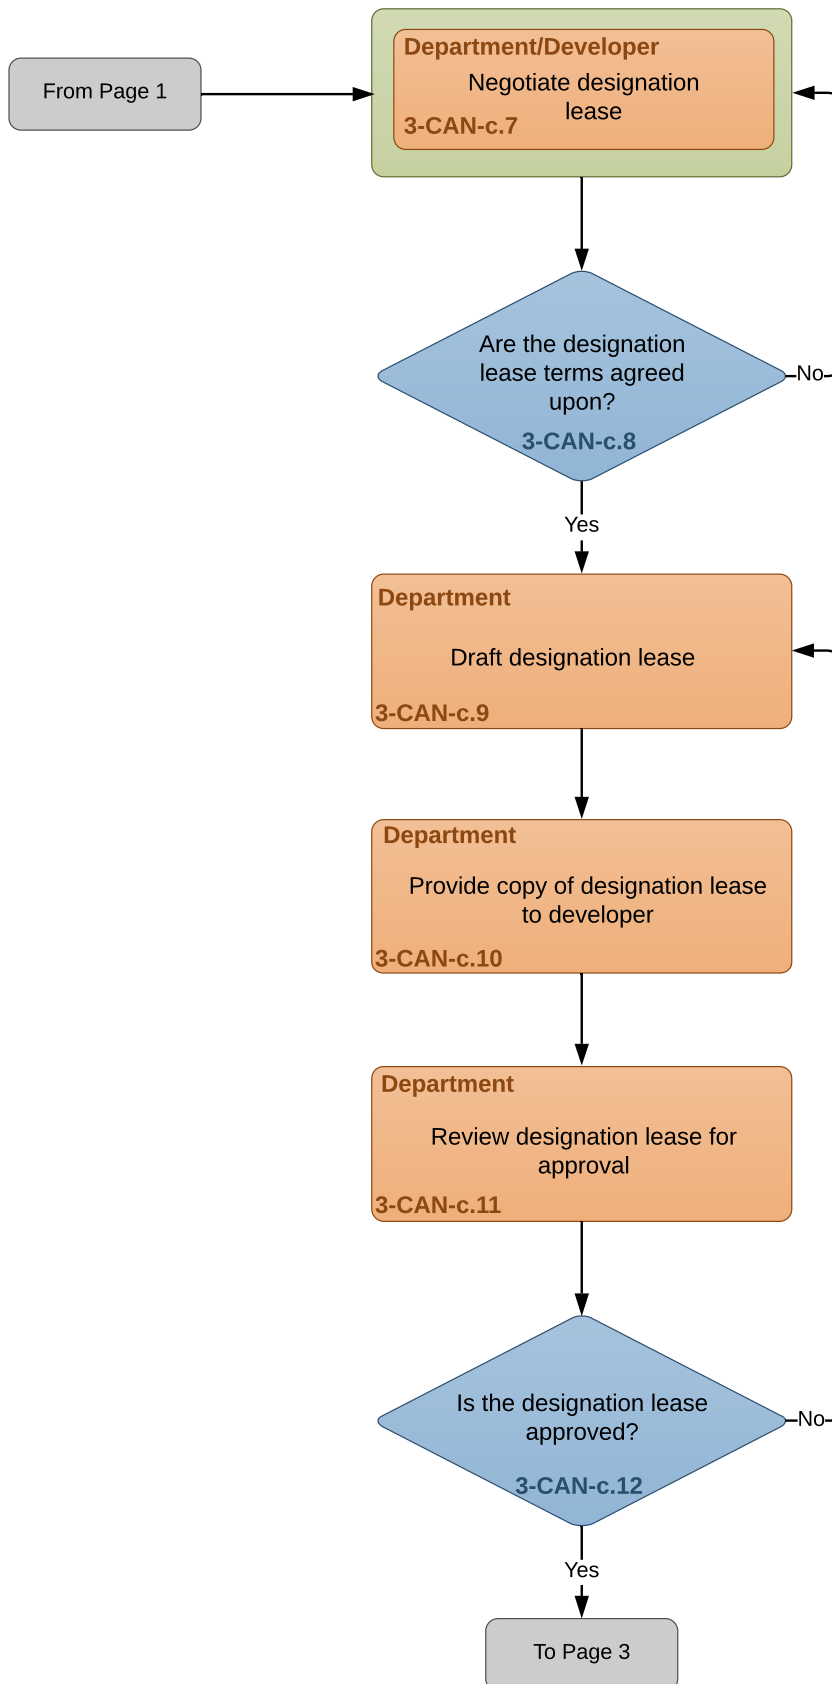 From Page 1
Department/Developer
Negotiate designation
lease
3-CAN-c.7
Are the designation
lease terms agreed
upon?
3-CAN-c.8
No
Yes
Department
Draft designation lease
3-CAN-c.9
Department
Provide copy of designation lease
to developer
3-CAN-c.10
Department
Review designation lease for
approval
3-CAN-c.11
Is the designation lease
approved?
3-CAN-c.12
No
Yes
To Page 3